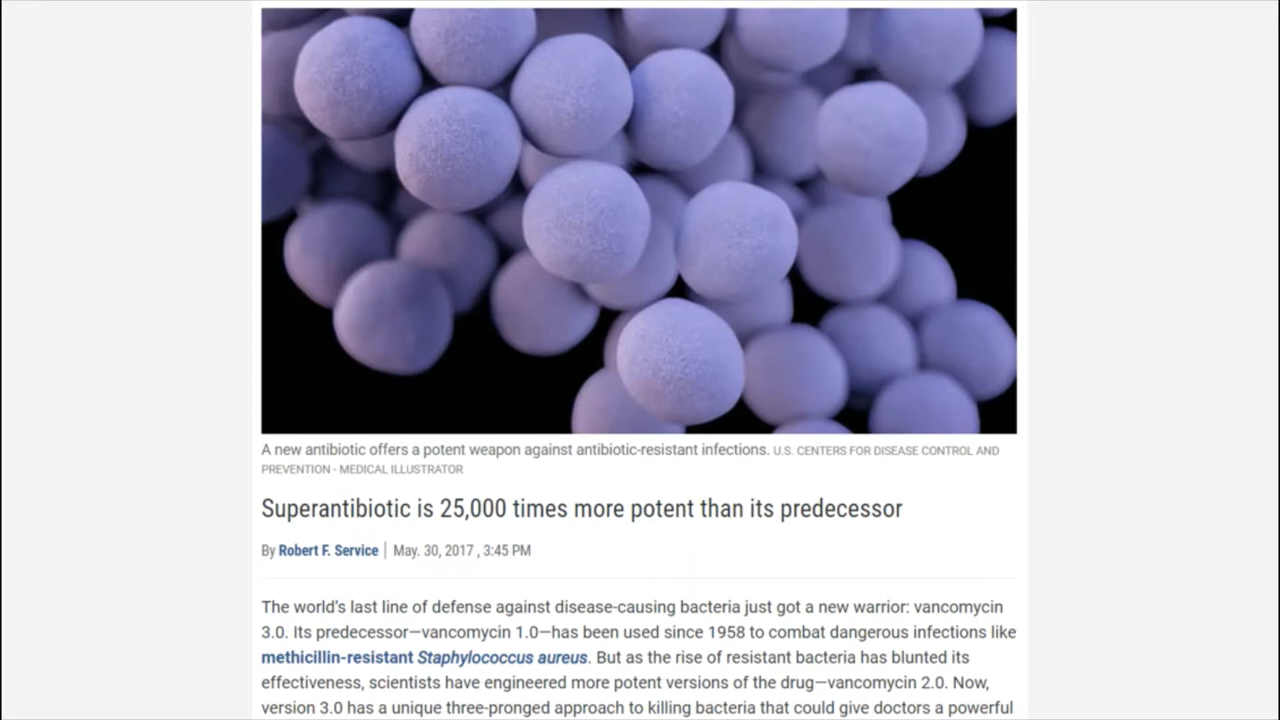 A new antibiotic offers a potent weapon against antibiotic-resistant infections. U.S. CENTERS FOR DISEASE CONTROL AND
PREVENTION - MEDICAL ILLUSTRATOR
Superantibiotic is 25,000 times more potent than its predecessor
By Robert F. Service | May. 30, 2017 , 3:45 PM
The world's last line of defense against disease-causing bacteria just got a new warrior: vancomycin
3.0. Its predecessor—vancomycin 1.0—has been used since 1958 to combat dangerous infections like
methicillin-resistant Staphylococcus aureus. But as the rise of resistant bacteria has blunted its
effectiveness, scientists have engineered more potent versions of the drug—vancomycin 2.0. Now,
version 3.0 has a unique three-pronged approach to killing bacteria that could give doctors a powerful